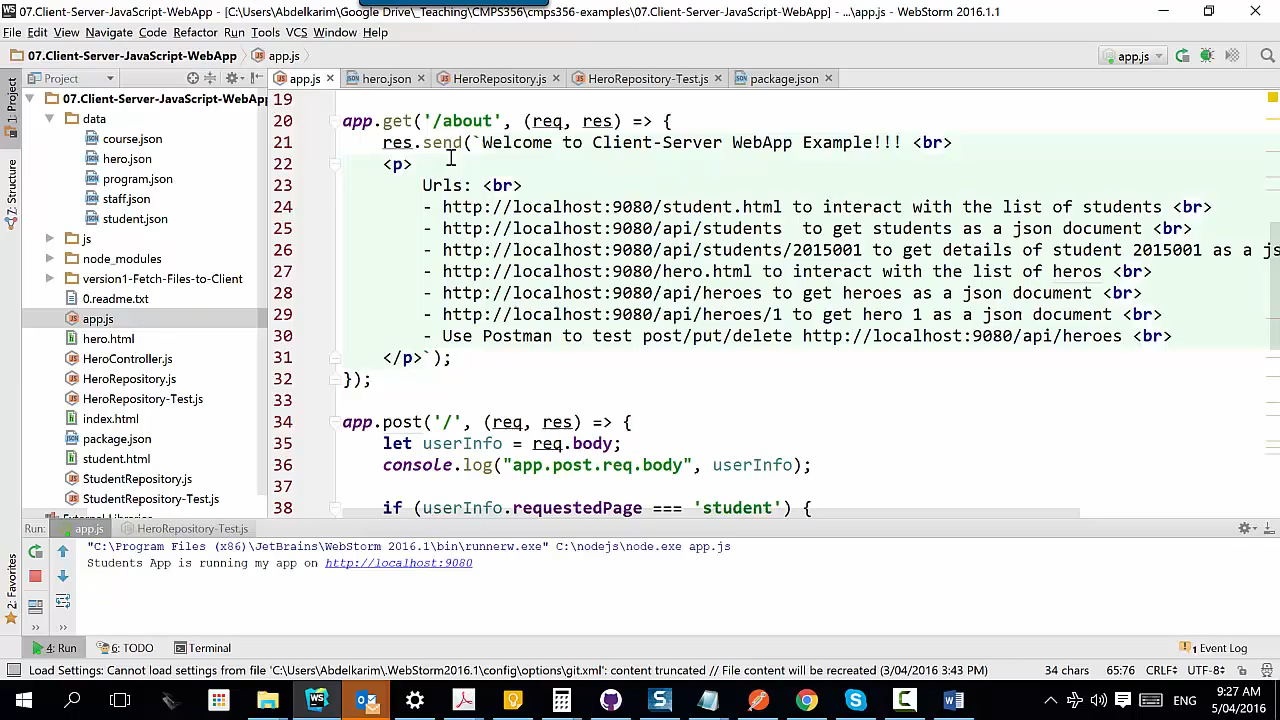 WS 07.Client-Server-JavaScript-WebApp - [C:\Users\Abdelkarim\Google Drive\_Teaching\CMPS356\cmps356-examples\07.Client-Server-JavaScript-WebApp] - ...\app.js - WebStorm 2016.1.1
File Edit View Navigate Code Refactor Run Tools VCS Window Help
07.Client-Server-JavaScript-WebApp app.js app.js
1: Project
7: Structure
2: Favorites
Project
app.js hero.json HeroRepository.js HeroRepository-Test.js package.json
07.Client-Server-JavaScript-WebApp
data
course.json
hero.json
program.json
staff.json
student.json
js
node_modules
version1-Fetch-Files-to-Client
0.readme.txt
app.js
hero.html
HeroController.js
HeroRepository.js
HeroRepository-Test.js
index.html
package.json
student.html
StudentRepository.js
StudentRepository-Test.js
External Libraries
19
20 app.get('/about', (req, res) => {
21 res.send(`Welcome to Client-Server WebApp Example!!! <br>
22 <p>
23 Urls: <br>
24 - http://localhost:9080/student.html to interact with the list of students <br>
25 - http://localhost:9080/api/students  to get students as a json document <br>
26 - http://localhost:9080/api/students/2015001 to get details of student 2015001 as a js
27 - http://localhost:9080/hero.html to interact with the list of heros <br>
28 - http://localhost:9080/api/heroes to get heroes as a json document <br>
29 - http://localhost:9080/api/heroes/1 to get hero 1 as a json document <br>
30 - Use Postman to test post/put/delete http://localhost:9080/api/heroes <br>
31 </p>`);
32 });
33
34 app.post('/', (req, res) => {
35 let userInfo = req.body;
36 console.log("app.post.req.body", userInfo);
37
38 if (userInfo.requestedPage === 'student') {
Run: app.js HeroRepository-Test.js
"C:\Program Files (x86)\JetBrains\WebStorm 2016.1\bin\runnerw.exe" C:\nodejs\node.exe app.js
Students App is running my app on http://localhost:9080
4: Run 6: TODO Terminal 1 Event Log
Load Settings: Cannot load settings from file 'C:\Users\Abdelkarim\.WebStorm2016.1\config\options\git.xml': content truncated // File content will be recreated (3/04/2016 3:43 PM) 34 chars 65:76 CRLF÷ UTF-8÷
ENG
9:27 AM
5/04/2016